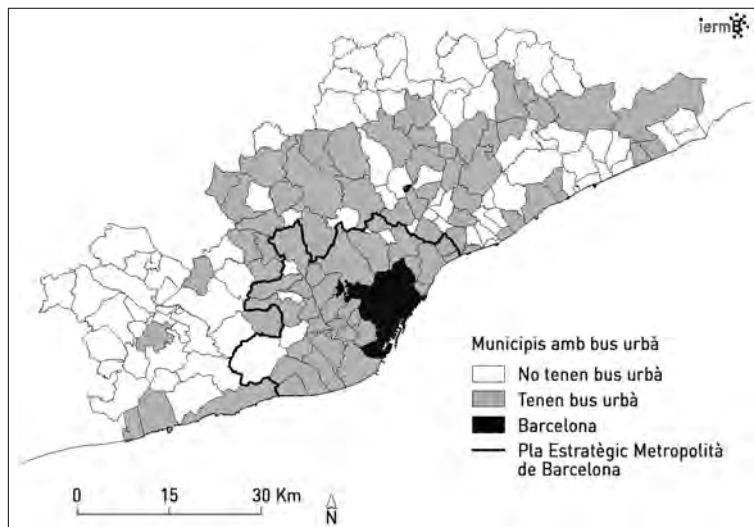 iermB
Municipis amb bus urbà
No tenen bus urbà
Tenen bus urbà
Barcelona
Pla Estratègic Metropolità
de Barcelona
0 15 30 Km
N